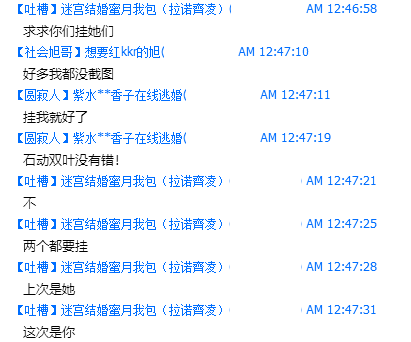 【吐槽】迷宫结婚蜜月我包（拉诺齊凌）( AM 12:46:58
求求你们挂她们
【社会旭哥】想要红kkr的旭( AM 12:47:10
好多我都没截图
【圆寂人】紫水**香子在线逃婚( AM 12:47:11
挂我就好了
【圆寂人】紫水**香子在线逃婚( AM 12:47:19
石动双叶没有错!
【吐槽】迷宫结婚蜜月我包（拉诺齊凌） AM 12:47:21
不
【吐槽】迷宫结婚蜜月我包（拉诺齊凌） AM 12:47:25
两个都要挂
【吐槽】迷宫结婚蜜月我包（拉诺齊凌） AM 12:47:28
上次是她
【吐槽】迷宫结婚蜜月我包（拉诺齊凌） AM 12:47:31
这次是你